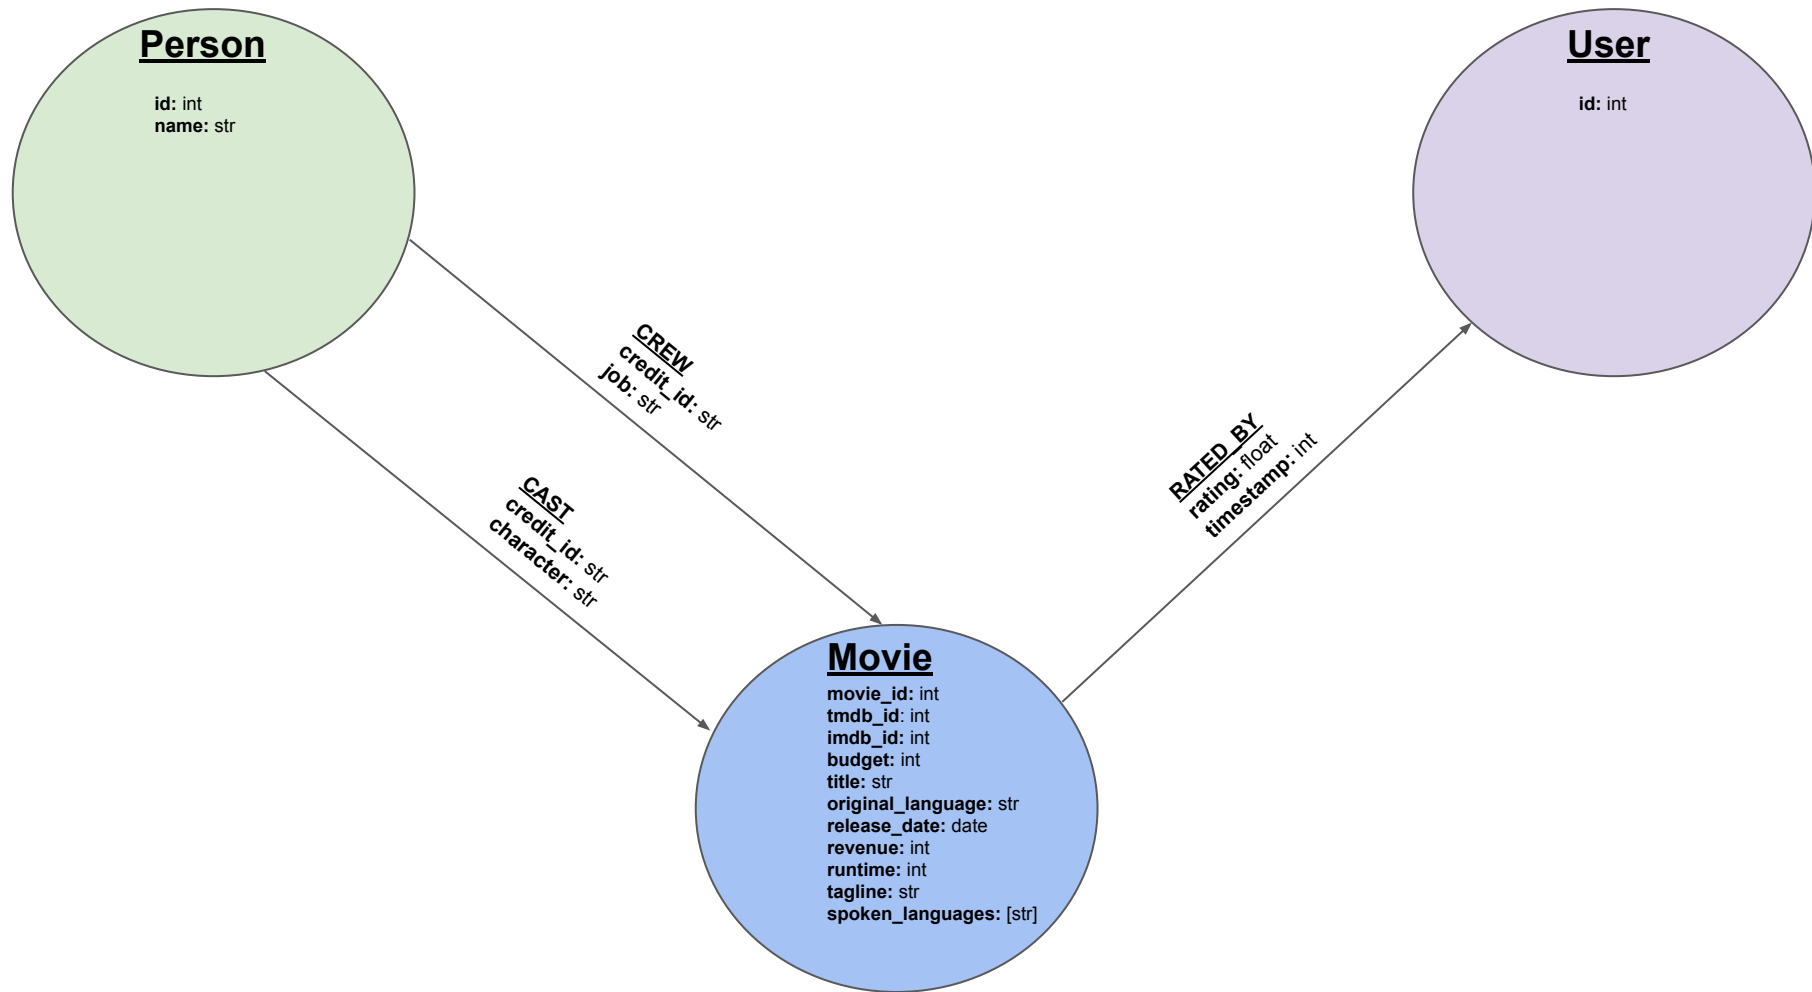 Person
id: int
name: str
User
id: int
CREW
credit_id: str
job: str
CAST
credit_id: str
character: str
RATED_BY
rating: float
timestamp: int
Movie
movie_id: int
tmdb_id: int
imdb_id: int
budget: int
title: str
original_language: str
release_date: date
revenue: int
runtime: int
tagline: str
spoken_languages: [str]